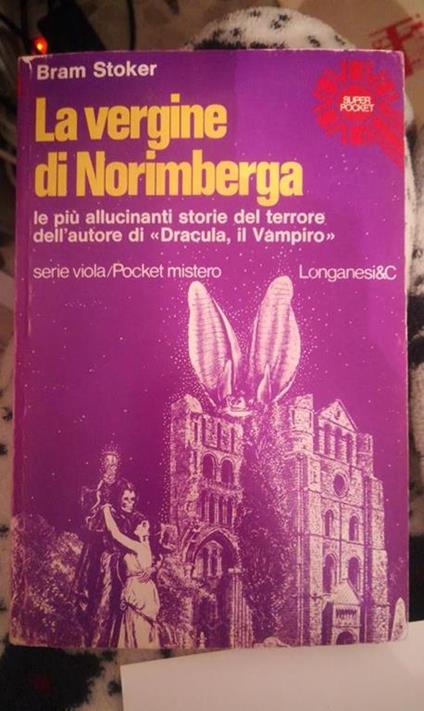 Bram Stoker
SUPER
POCKET
La vergine
di Norimberga
le più allucinanti storie del terrore
dell'autore di «Dracula, il Vampiro»
serie viola/Pocket mistero
Longanesi&C